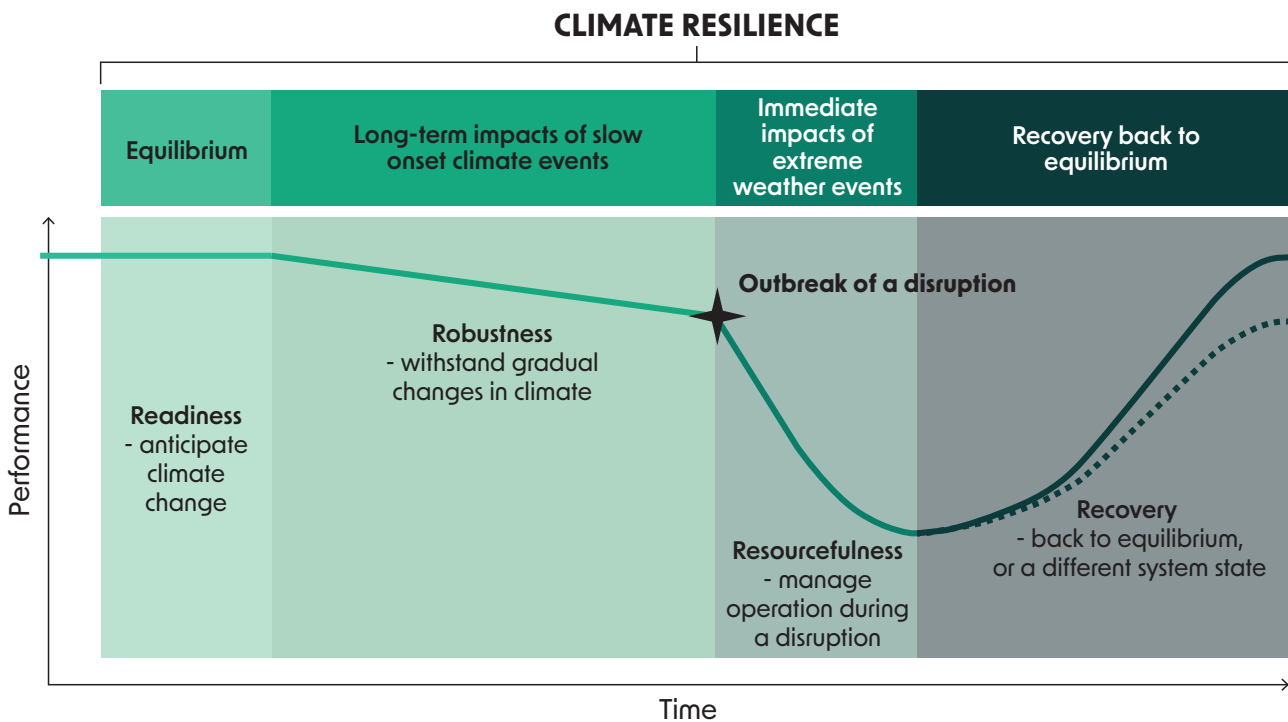 CLIMATE RESILIENCE
Equilibrium
Long-term impacts of slow
onset climate events
Immediate
impacts of
extreme
weather events
Recovery back to
equilibrium
Outbreak of a disruption
Robustness
- withstand gradual
changes in climate
Readiness
- anticipate
climate
change
Resourcefulness
- manage
operation during
a disruption
Recovery
- back to equilibrium,
or a different system state
Performance
Time